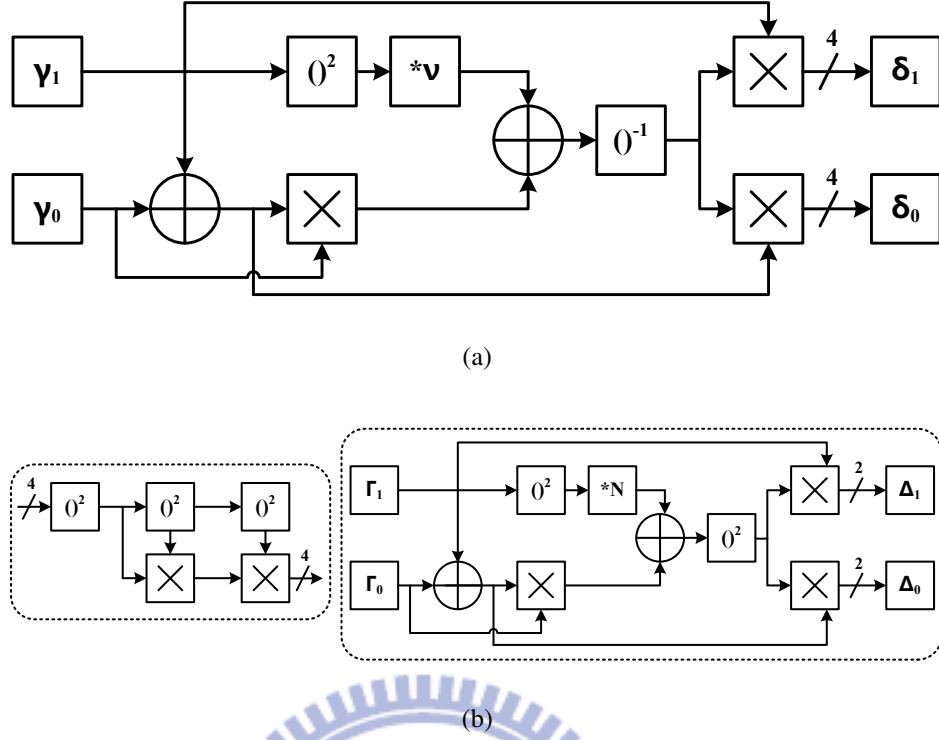 γ₁ ()² *ν 4 δ₁
()⁻¹
γ₀ 4 δ₀
(a)
4 ()² ()² ()² 4
Γ₁ ()² *N 2 Δ₁
()²
Γ₀ 2 Δ₀
(b)